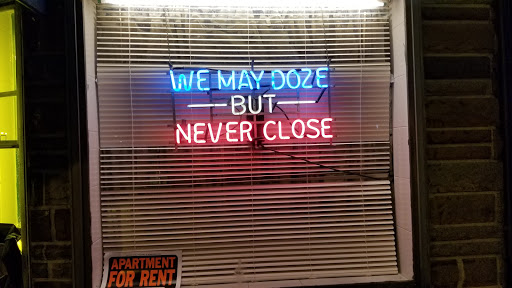 WE MAY DOZE
BUT
NEVER CLOSE
APARTMENT
FOR RENT